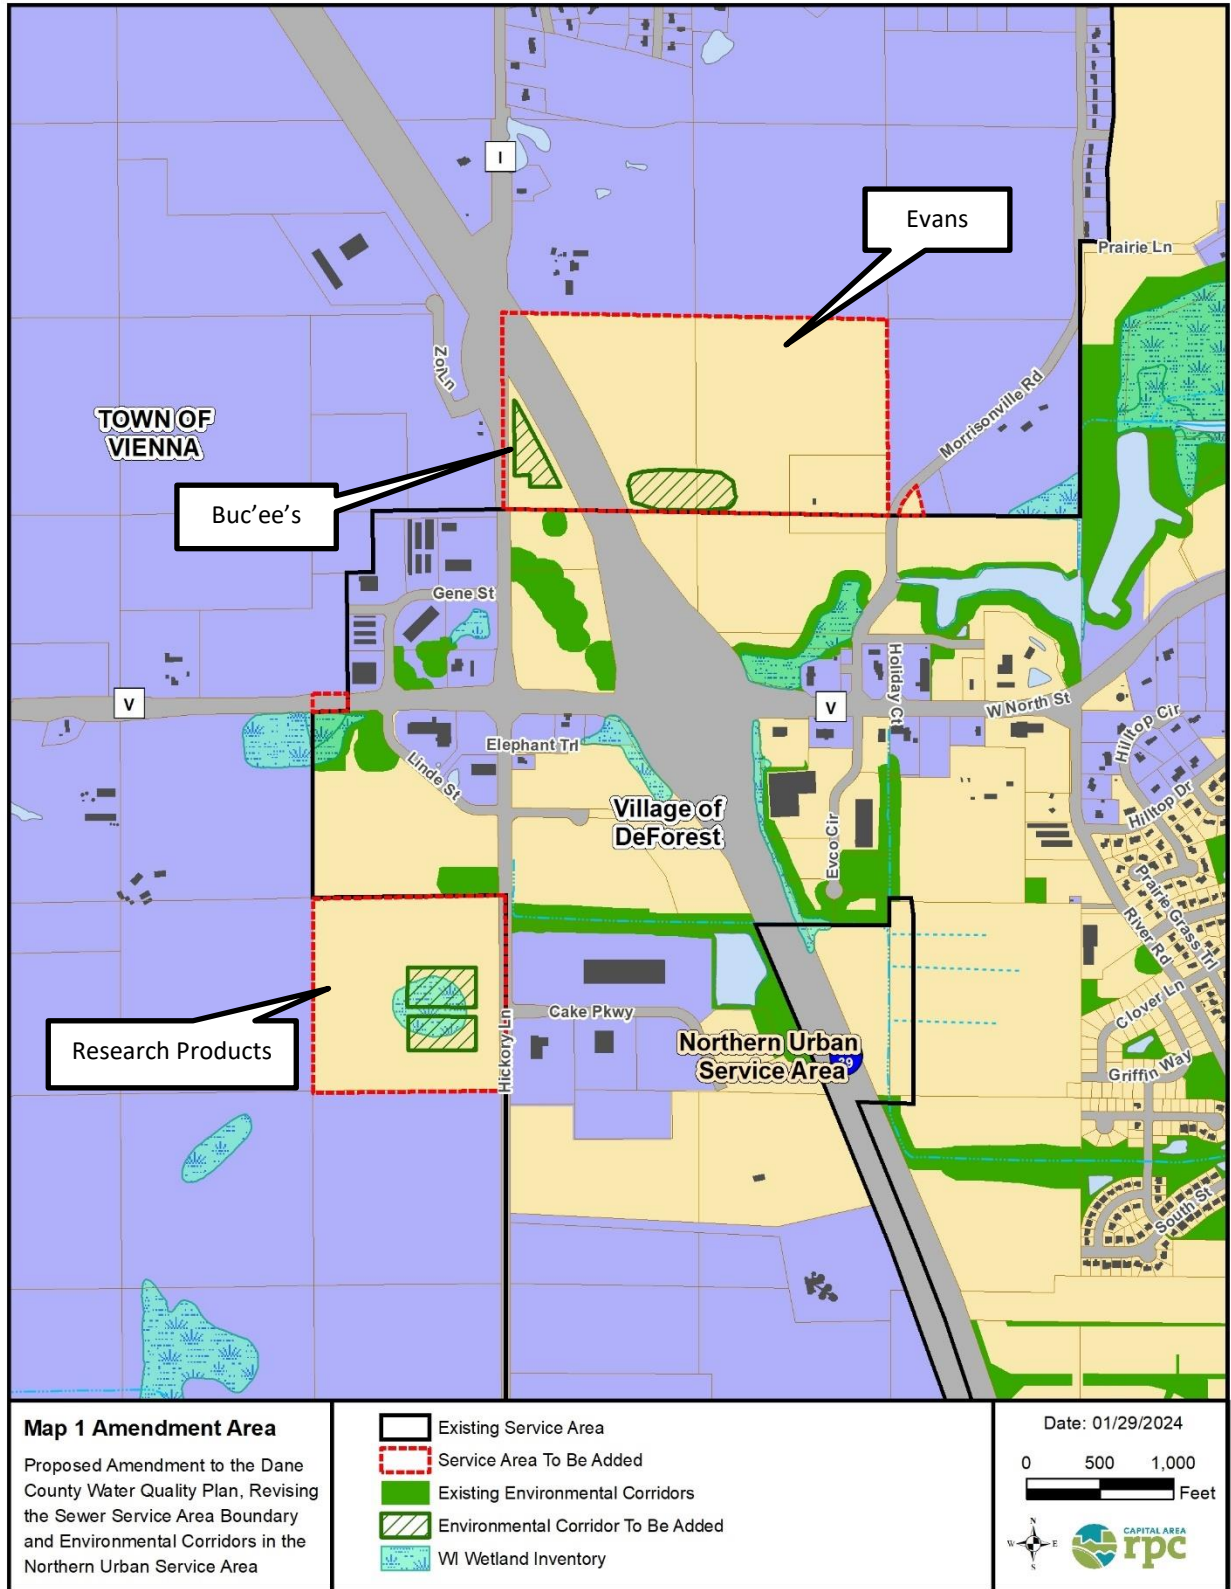 I
Evans
Prairie Ln
Zoi Ln
Morrisonville Rd
TOWN OF
VIENNA
Buc'ee's
Gene St
Holiday Ct
V
V
W North St
Hilltop Cir
Elephant Trl
Linde St
Hilltop Dr
Village of
DeForest
Evco Cir
Prairie Grass Trl
River Rd
Clover Ln
Cake Pkwy
Research Products
Hickory Ln
Northern Urban
Service Area
39
Griffin Way
South St
Map 1 Amendment Area
Proposed Amendment to the Dane
County Water Quality Plan, Revising
the Sewer Service Area Boundary
and Environmental Corridors in the
Northern Urban Service Area
Existing Service Area
Service Area To Be Added
Existing Environmental Corridors
Environmental Corridor To Be Added
WI Wetland Inventory
Date: 01/29/2024
0 500 1,000
Feet
N
W E
S
CAPITAL AREA
rpc